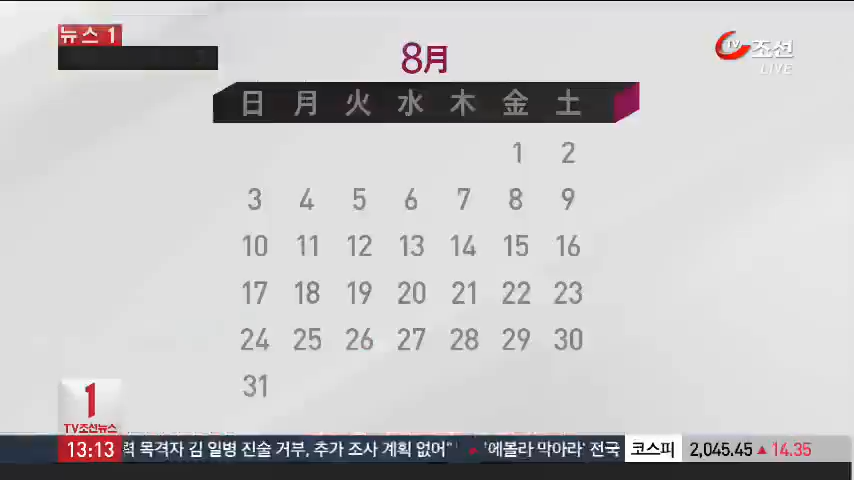 뉴스 1
8月
TV조선
LIVE
日 月 火 水 木 金 土
1 2
3 4 5 6 7 8 9
10 11 12 13 14 15 16
17 18 19 20 21 22 23
24 25 26 27 28 29 30
31
1
TV조선뉴스
13:13 력 목격자 김 일병 진술 거부, 추가 조사 계획 없어" '에볼라 막아라' 전국 코스피 2,045.45 ▲ 14.35